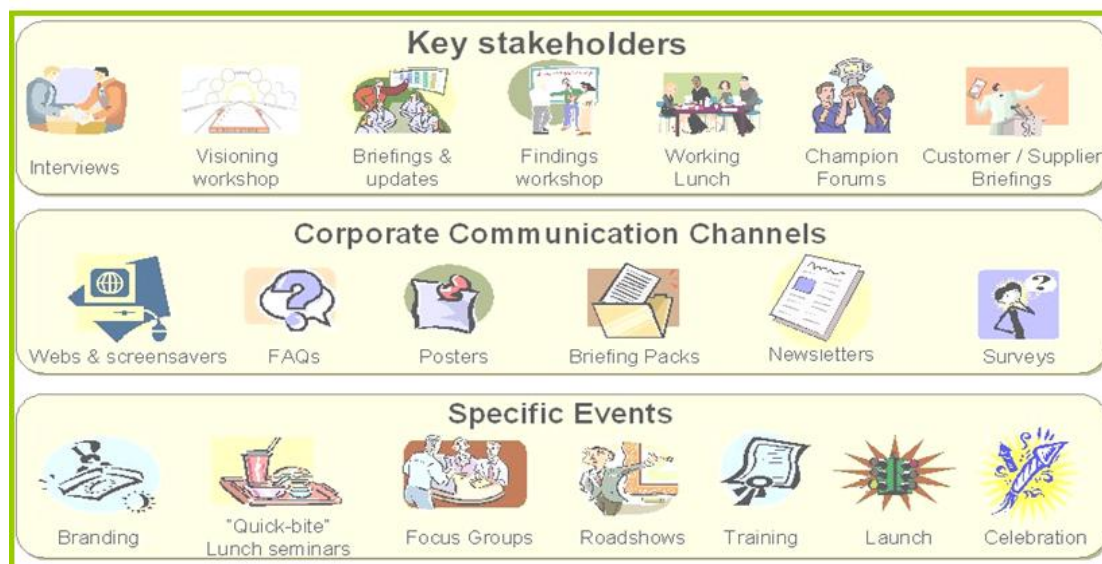 Key stakeholders
Interviews
Visioning
workshop
Briefings &
updates
Findings
workshop
Working
Lunch
Champion
Forums
Customer / Supplier
Briefings
Corporate Communication Channels
Webs & screensavers
FAQs
Posters
Briefing Packs
Newsletters
Surveys
Specific Events
Branding
"Quick-bite"
Lunch seminars
Focus Groups
Roadshows
Training
Launch
Celebration